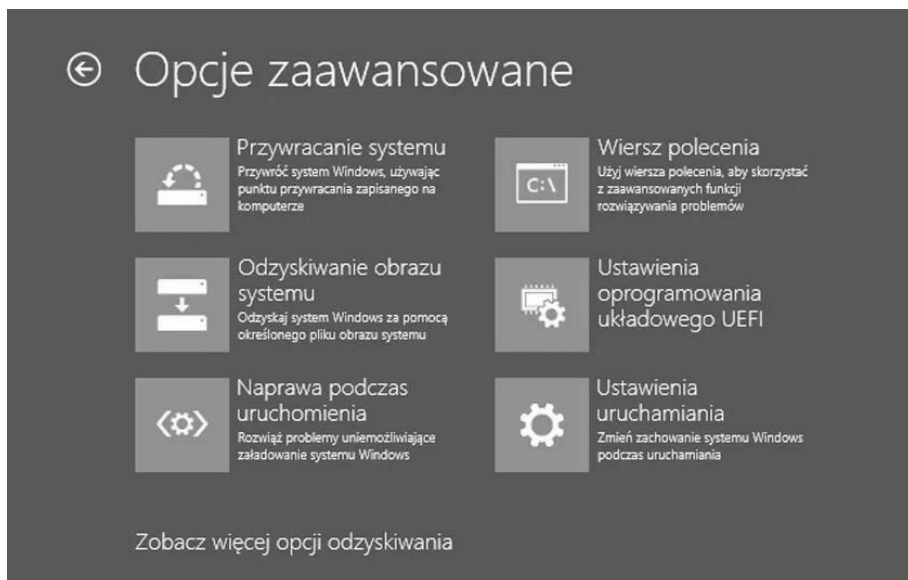 Opcje zaawansowane
Przywracanie systemu
Przywróć system Windows, używając
punktu przywracania zapisanego na
komputerze
Odzyskiwanie obrazu
systemu
Odzyskaj system Windows za pomocą
określonego pliku obrazu systemu
Naprawa podczas
uruchomienia
Rozwiąż problemy uniemożliwiające
załadowanie systemu Windows
C:\
Wiersz polecenia
Użyj wiersza polecenia, aby skorzystać
z zaawansowanych funkcji
rozwiązywania problemów
Ustawienia
oprogramowania
układowego UEFI
Ustawienia
uruchamiania
Zmień zachowanie systemu Windows
podczas uruchamiania
Zobacz więcej opcji odzyskiwania